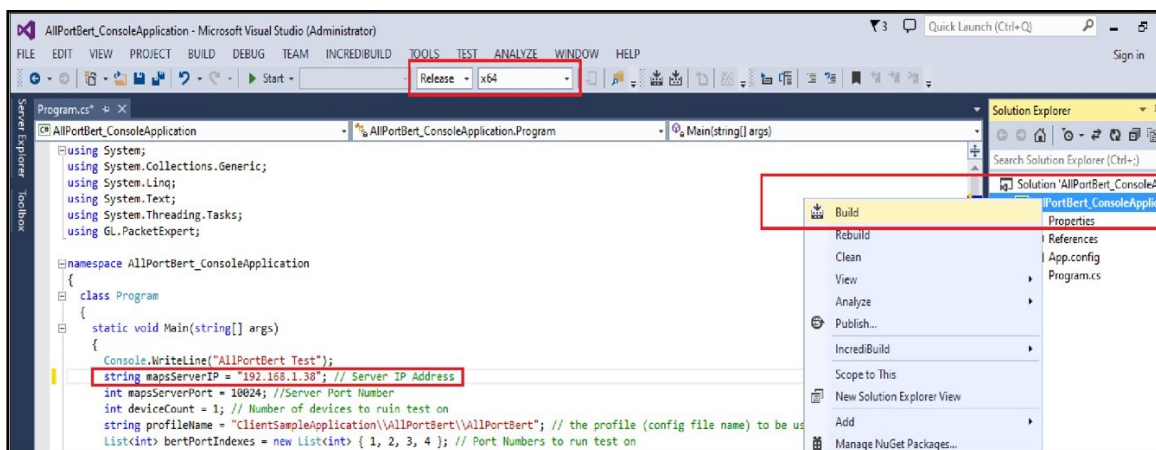 AllPortBert_ConsoleApplication - Microsoft Visual Studio (Administrator)
3
Quick Launch (Ctrl+Q)
FILE EDIT VIEW PROJECT BUILD DEBUG TEAM INCREDIBUILD TOOLS TEST ANALYZE WINDOW HELP
Sign in
Start
Release
x64
Server Explorer
Toolbox
Program.cs*
AllPortBert_ConsoleApplication
AllPortBert_ConsoleApplication.Program
Main(string[] args)
using System;
using System.Collections.Generic;
using System.Linq;
using System.Text;
using System.Threading.Tasks;
using GL.PacketExpert;
namespace AllPortBert_ConsoleApplication
{
class Program
{
static void Main(string[] args)
{
Console.WriteLine("AllPortBert Test");
string mapsServerIP = "192.168.1.38"; // Server IP Address
int mapsServerPort = 10024; //Server Port Number
int deviceCount = 1; // Number of devices to ruin test on
string profileName = "ClientSampleApplication\\AllPortBert\\AllPortBert"; // the profile (config file name) to be us
List<int> bertPortIndexes = new List<int> { 1, 2, 3, 4 }; // Port Numbers to run test on
Build
Rebuild
Clean
View
Analyze
Publish...
IncrediBuild
Scope to This
New Solution Explorer View
Add
Manage NuGet Packages...
Solution Explorer
Search Solution Explorer (Ctrl+;)
Solution 'AllPortBert_ConsoleA
llPortBert_ConsoleApplic
Properties
References
App.config
Program.cs